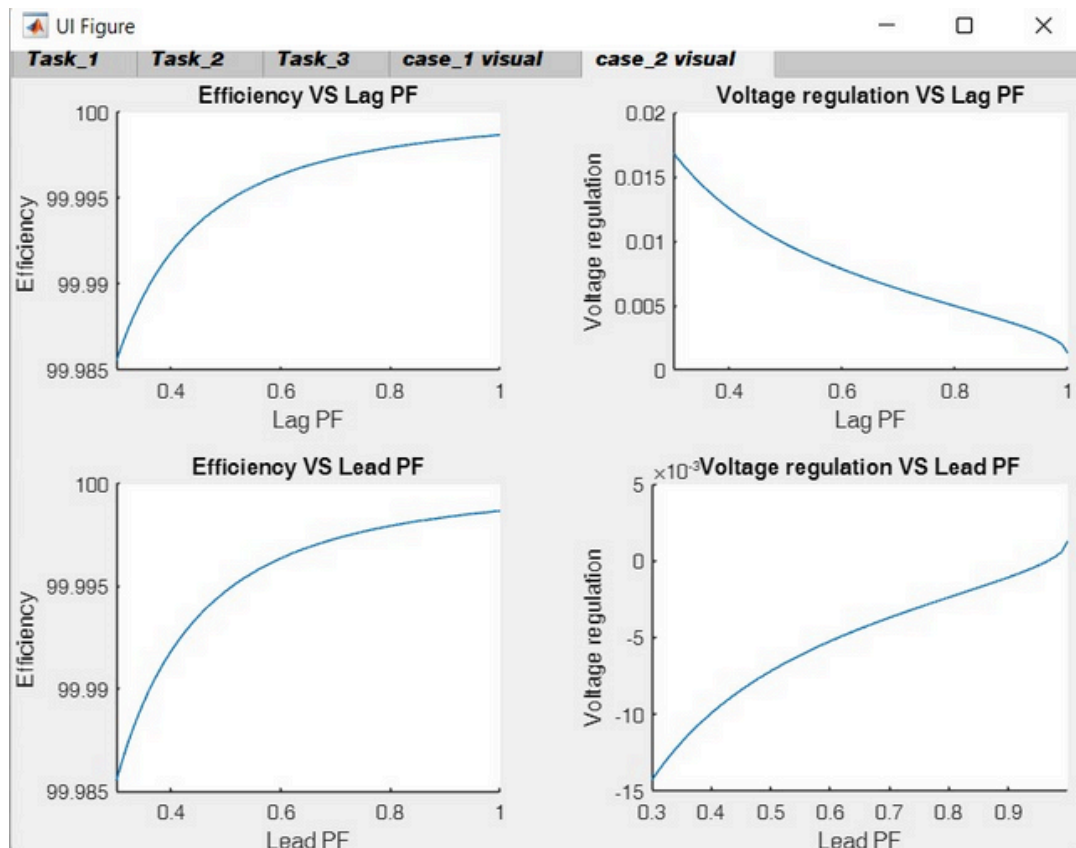 UI Figure
Task_1 Task_2 Task_3 case_1 visual case_2 visual
Efficiency VS Lag PF
100
99.995
99.99
99.985
Efficiency
0.4 0.6 0.8 1
Lag PF
Voltage regulation VS Lag PF
0.02
0.015
0.01
0.005
0
Voltage regulation
0.4 0.6 0.8 1
Lag PF
Efficiency VS Lead PF
100
99.995
99.99
99.985
Efficiency
0.4 0.6 0.8 1
Lead PF
×10-3 Voltage regulation VS Lead PF
5
0
-5
-10
-15
Voltage regulation
0.3 0.4 0.5 0.6 0.7 0.8 0.9
Lead PF